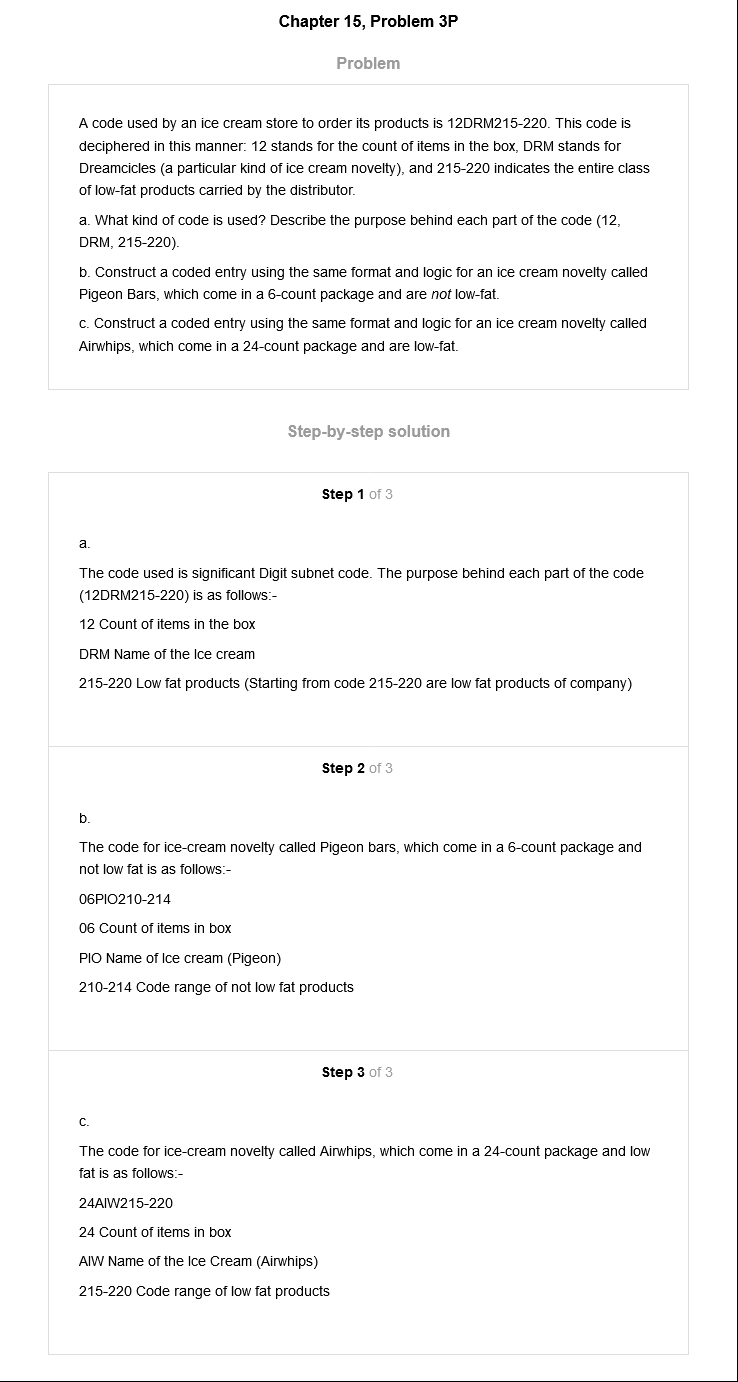 Chapter 15, Problem 3P
Problem
A code used by an ice cream store to order its products is 12DRM215-220. This code is
deciphered in this manner: 12 stands for the count of items in the box, DRM stands for
Dreamcicles (a particular kind of ice cream novelty), and 215-220 indicates the entire class
of low-fat products carried by the distributor.
a. What kind of code is used? Describe the purpose behind each part of the code (12,
DRM, 215-220).
b. Construct a coded entry using the same format and logic for an ice cream novelty called
Pigeon Bars, which come in a 6-count package and are not low-fat.
c. Construct a coded entry using the same format and logic for an ice cream novelty called
Airwhips, which come in a 24-count package and are low-fat.
Step-by-step solution
Step 1 of 3
a.
The code used is significant Digit subnet code. The purpose behind each part of the code
(12DRM215-220) is as follows:-
12 Count of items in the box
DRM Name of the Ice cream
215-220 Low fat products (Starting from code 215-220 are low fat products of company)
Step 2 of 3
b.
The code for ice-cream novelty called Pigeon bars, which come in a 6-count package and
not low fat is as follows:-
06PIO210-214
06 Count of items in box
PIO Name of Ice cream (Pigeon)
210-214 Code range of not low fat products
Step 3 of 3
c.
The code for ice-cream novelty called Airwhips, which come in a 24-count package and low
fat is as follows:-
24AIW215-220
24 Count of items in box
AIW Name of the Ice Cream (Airwhips)
215-220 Code range of low fat products